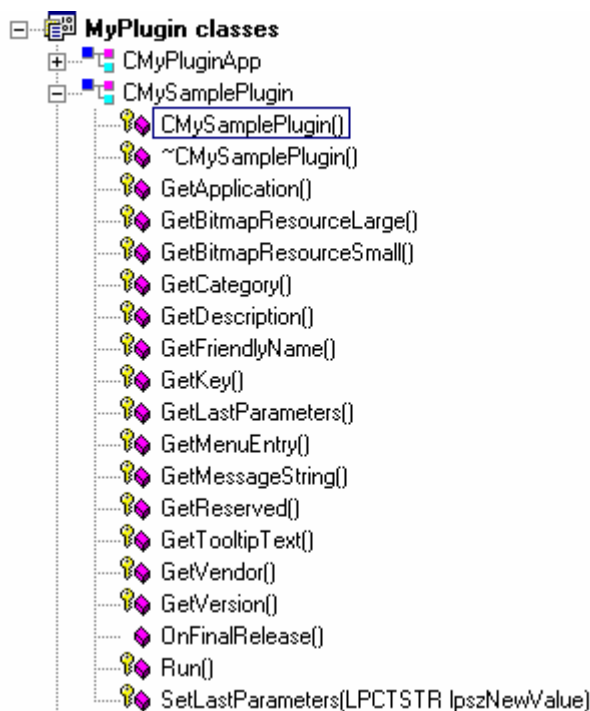 MyPlugin classes
CMyPluginApp
CMySamplePlugin
CMySamplePlugin()
~CMySamplePlugin()
GetApplication()
GetBitmapResourceLarge()
GetBitmapResourceSmall()
GetCategory()
GetDescription()
GetFriendlyName()
GetKey()
GetLastParameters()
GetMenuEntry()
GetMessageString()
GetReserved()
GetTooltipText()
GetVendor()
GetVersion()
OnFinalRelease()
Run()
SetLastParameters(LPCTSTR lpszNewValue)